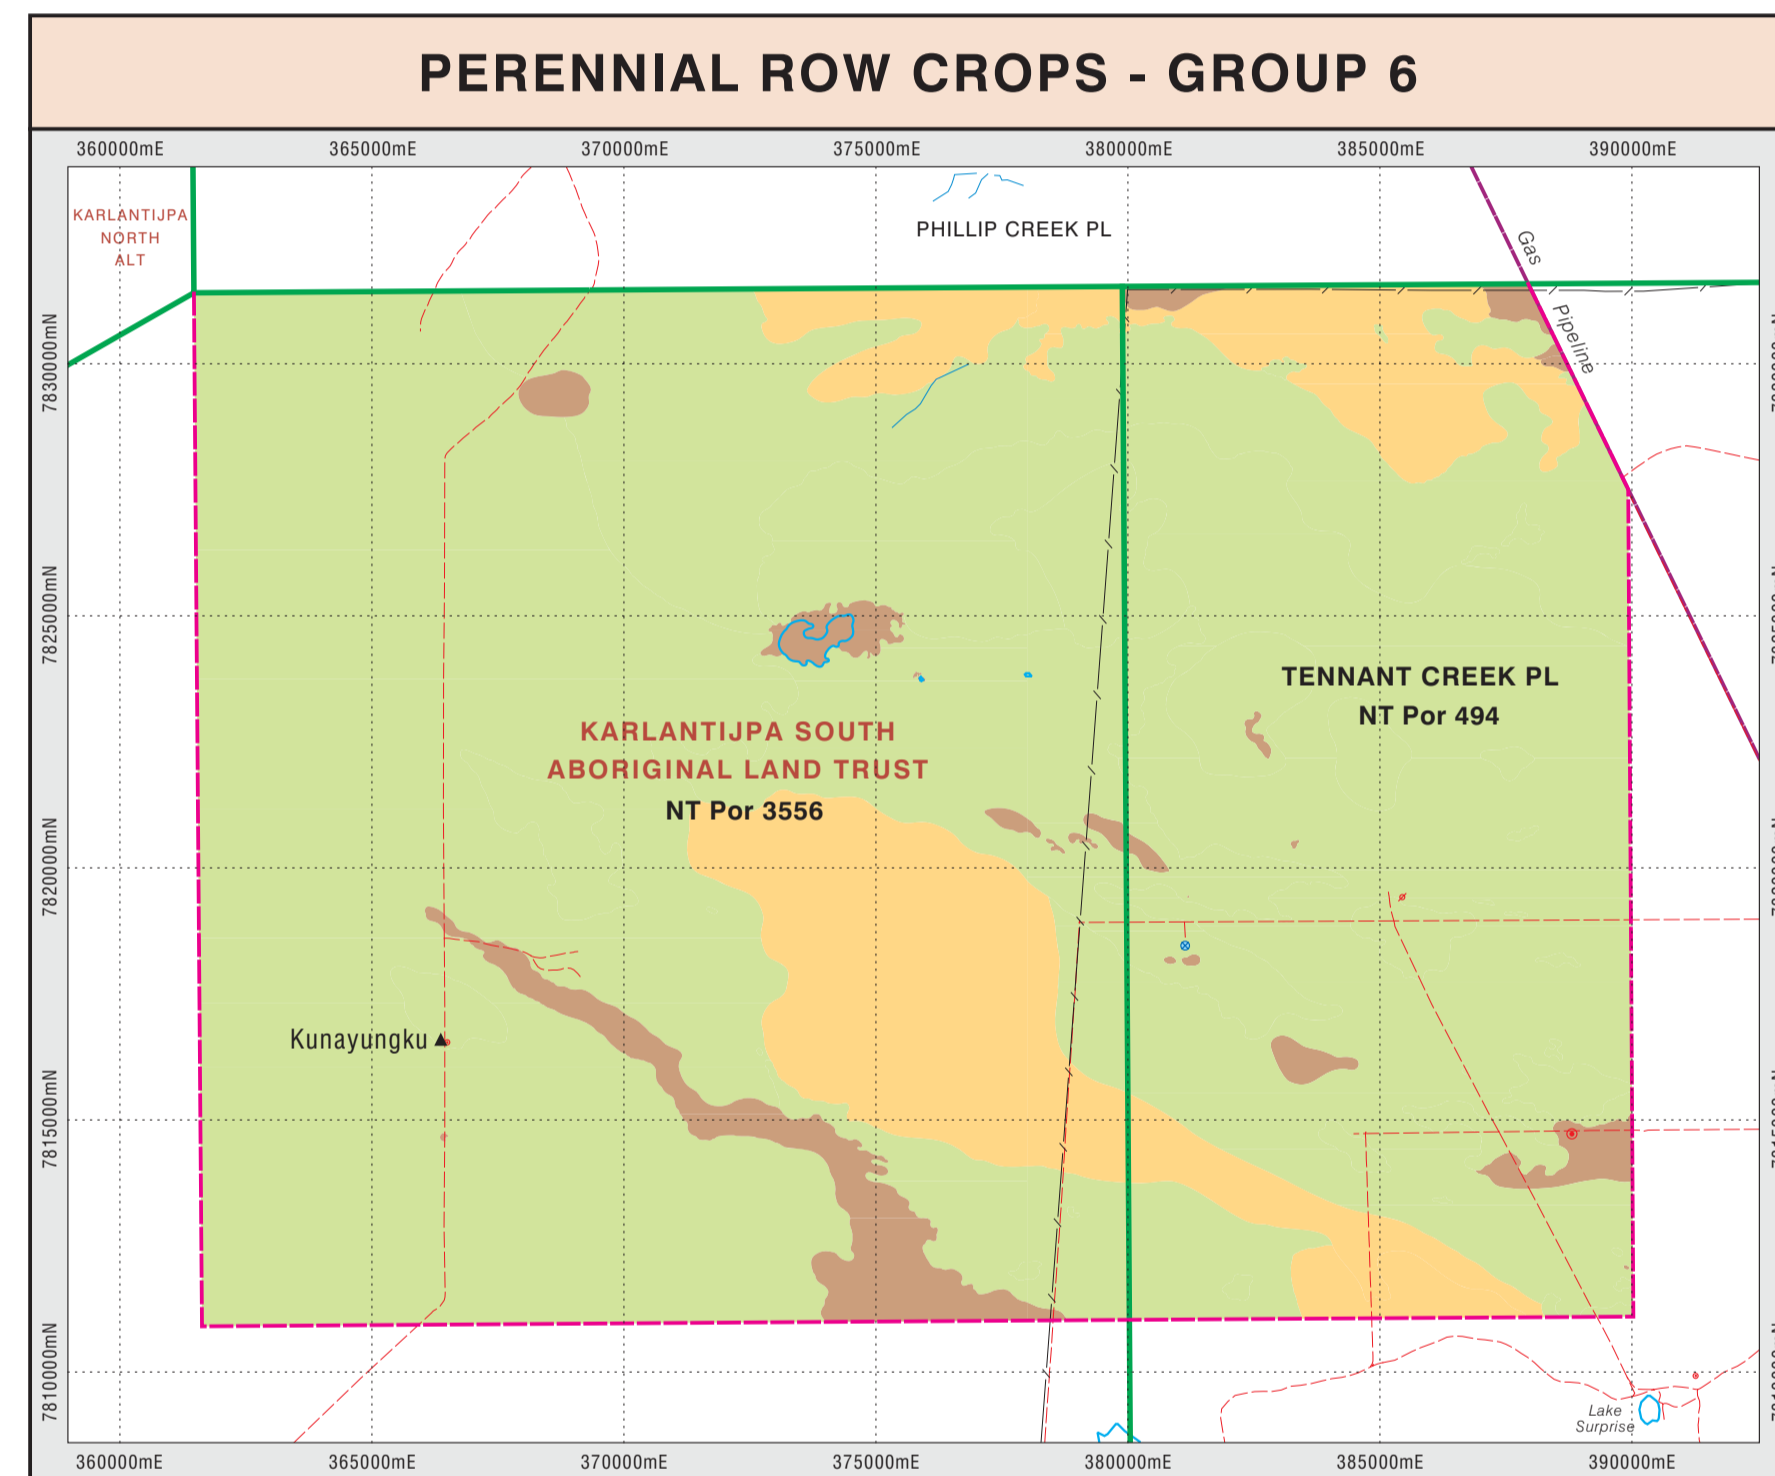 PERENNIAL ROW CROPS - GROUP 6
360000mE 365000mE 370000mE 375000mE 380000mE 385000mE 390000mE
KARLANTIJPA
NORTH
ALT
PHILLIP CREEK PL
Gas
Pipeline
7830000mN
7825000mN
TENNANT CREEK PL
NT Por 494
KARLANTIJPA SOUTH
ABORIGINAL LAND TRUST
NT Por 3556
7820000mN
Kunayungku
7815000mN
7810000mN
Lake
Surprise
360000mE 365000mE 370000mE 375000mE 380000mE 385000mE 390000mE